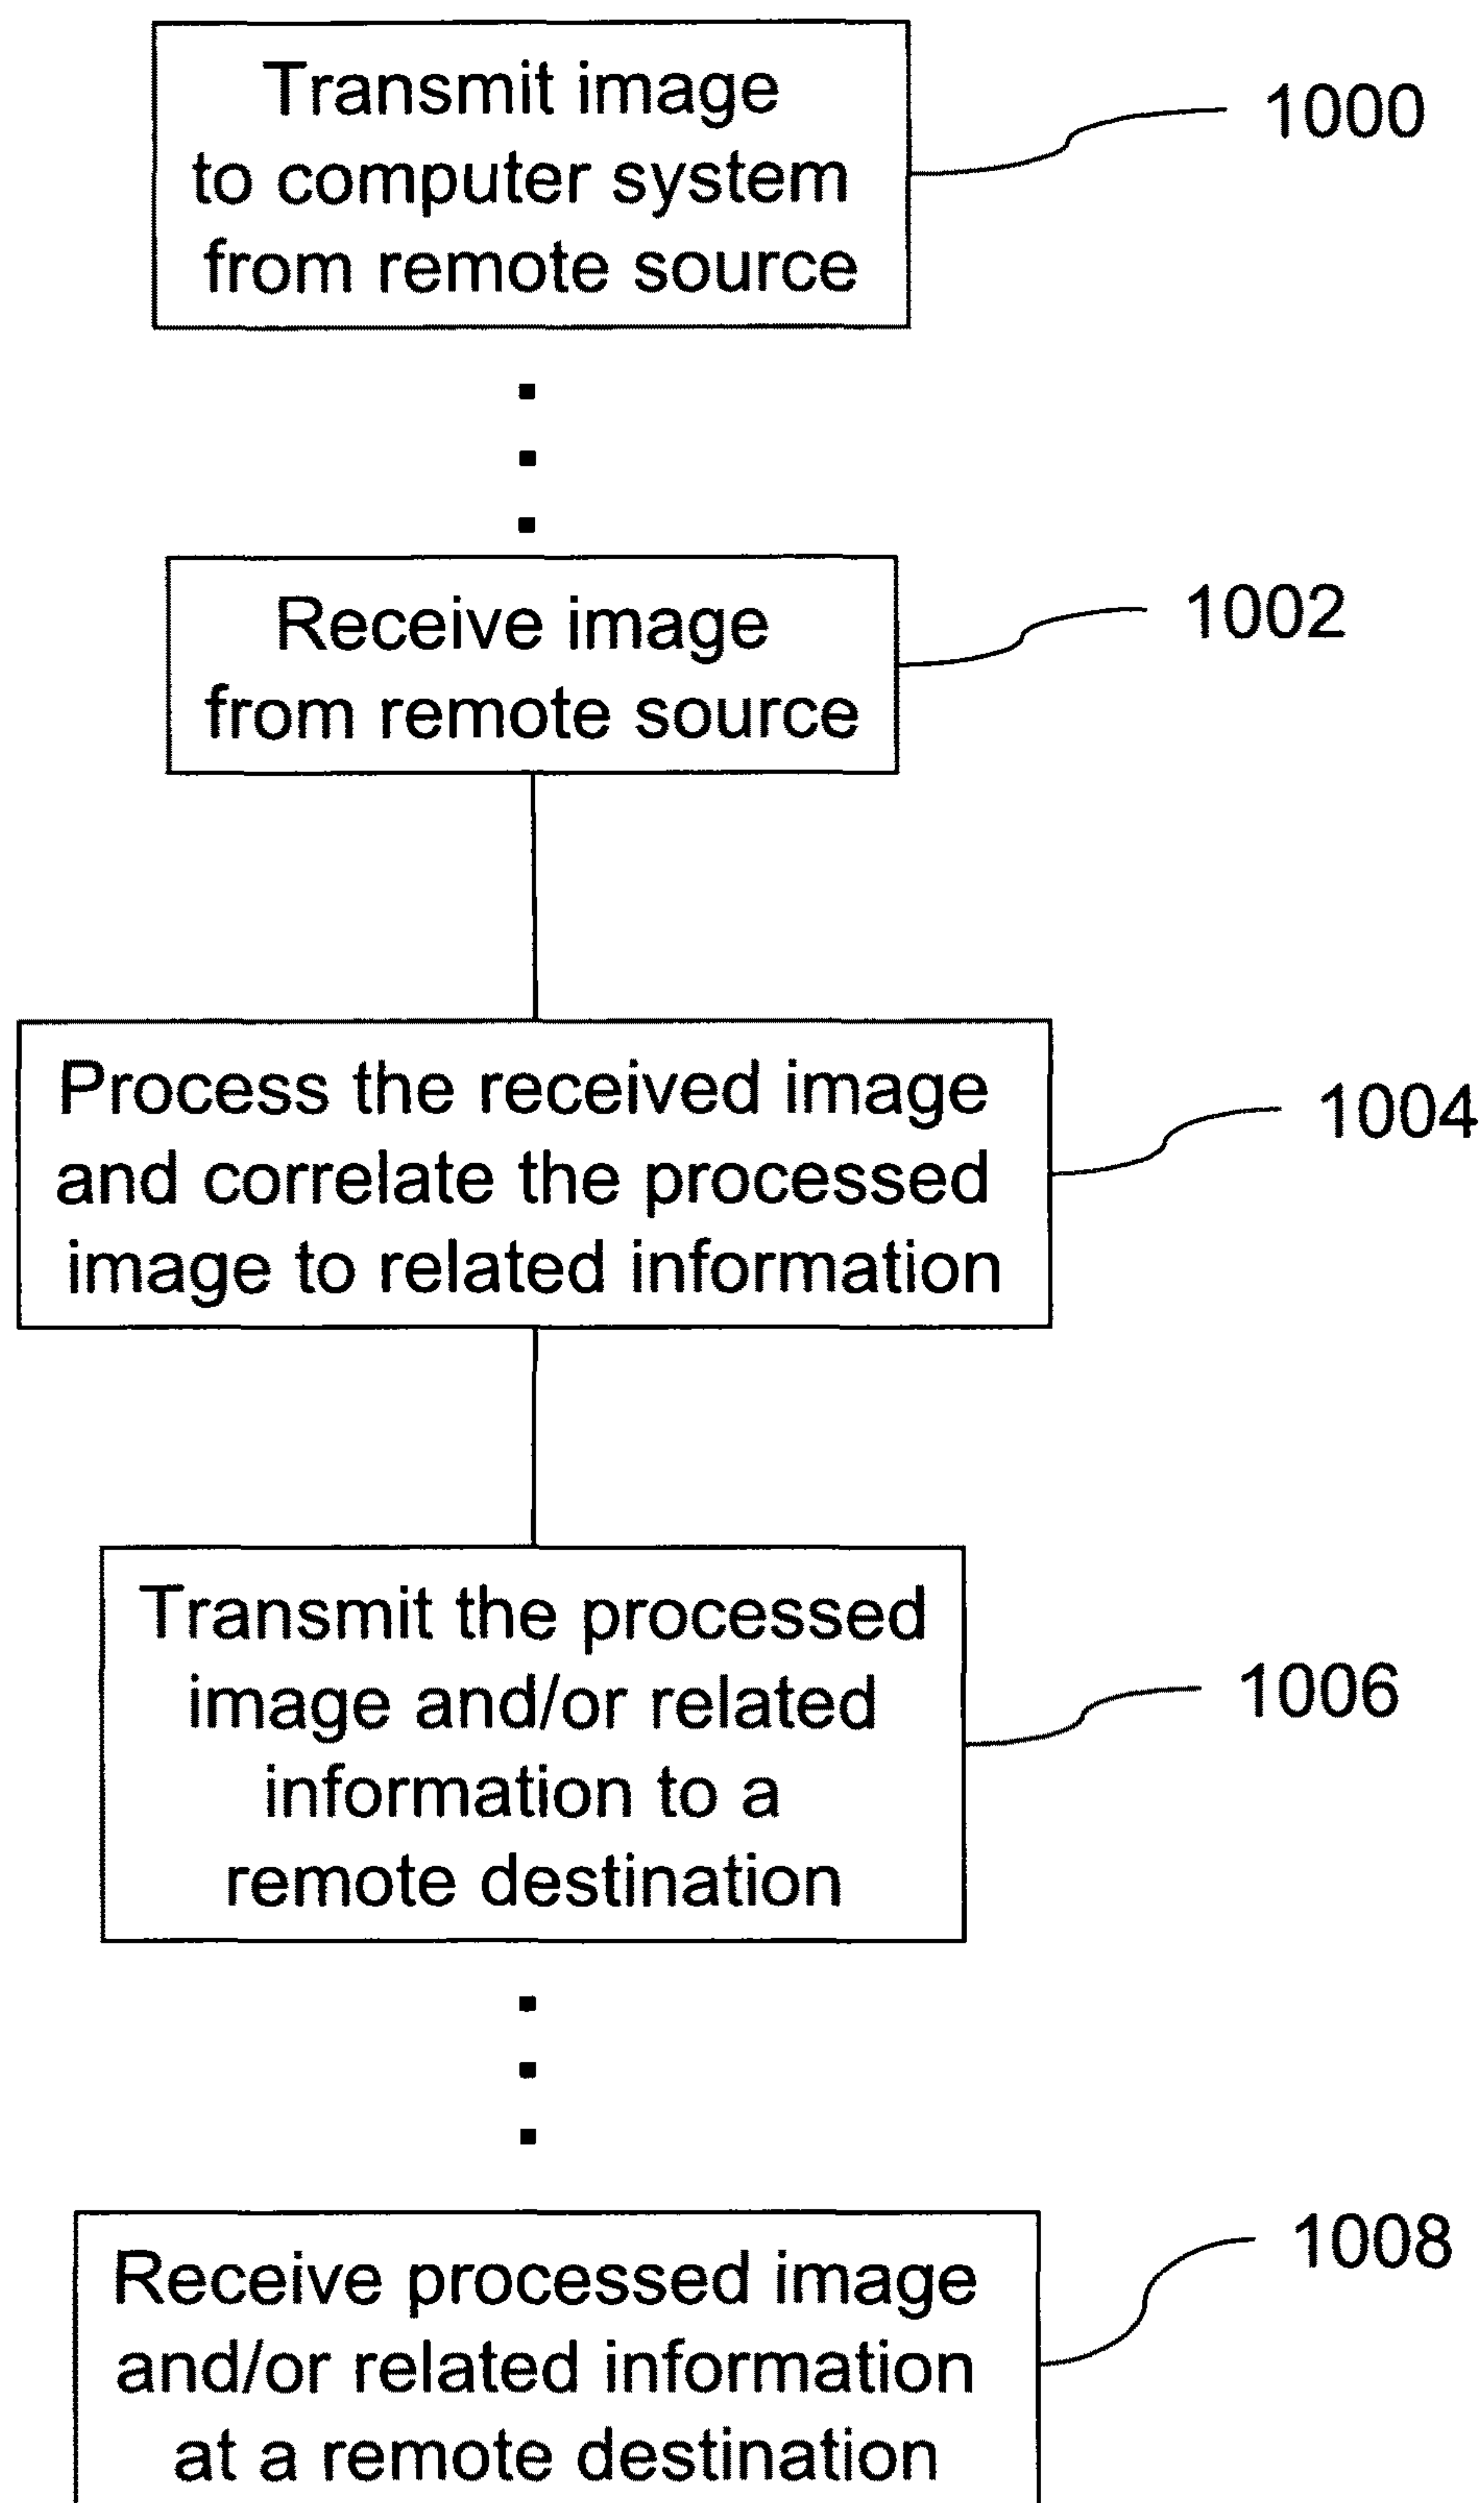 Transmit image
to computer system
from remote source
1000
Receive image
from remote source
1002
Process the received image
and correlate the processed
image to related information
1004
Transmit the processed
image and/or related
information to a
remote destination
1006
Receive processed image
and/or related information
at a remote destination
1008